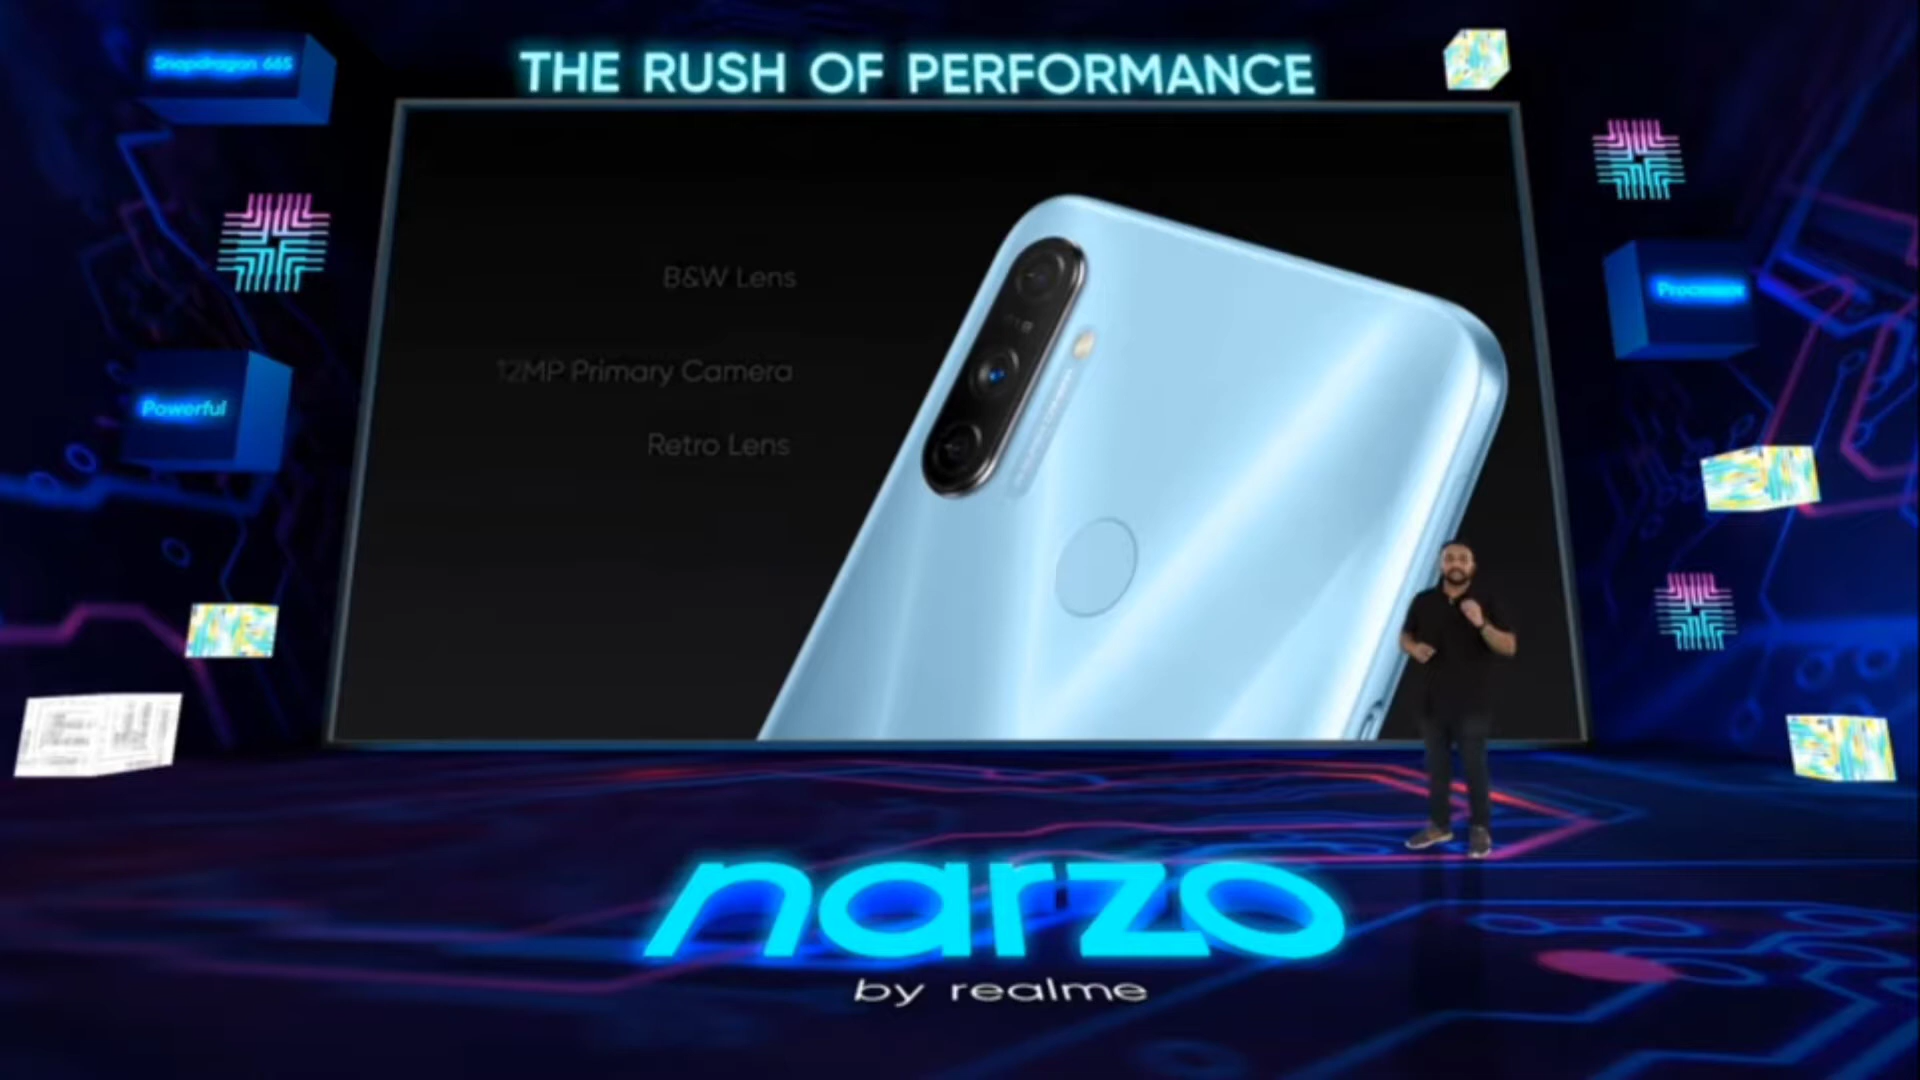 THE RUSH OF PERFORMANCE
Snapdragon 665
B&W Lens
Processor
12MP Primary Camera
Powerful
Retro Lens
narzo
by realme